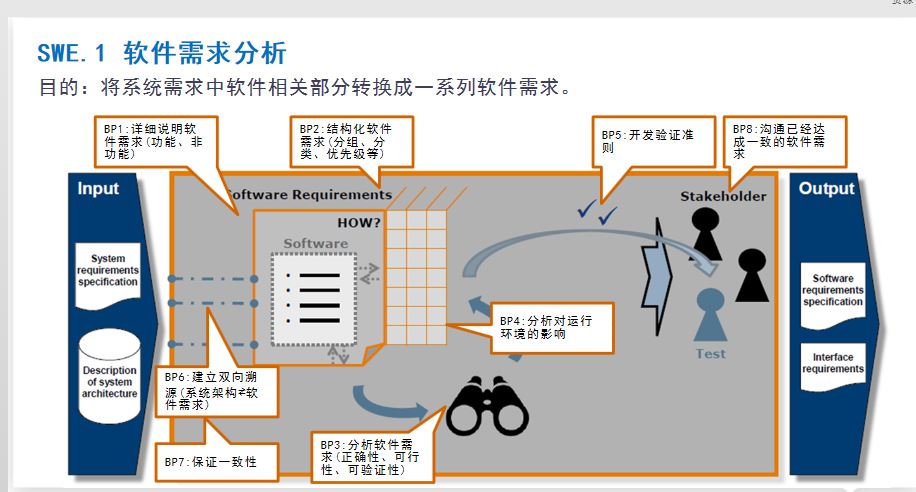 资源
SWE.1 软件需求分析
目的：将系统需求中软件相关部分转换成一系列软件需求。
BP1:详细说明软
件需求(功能、非
功能)
BP2:结构化软件
需求(分组、分
类、优先级等)
BP5:开发验证准
则
BP8:沟通已经达
成一致的软件需
求
Input
System
requirements
specification
Description
of system
architecture
Software Requirements
HOW?
Software
Stakeholder
Test
BP4:分析对运行
环境的影响
BP6:建立双向溯
源(系统架构⇌软
件需求)
BP7:保证一致性
BP3:分析软件需
求(正确性、可行
性、可验证性)
Output
Software
requirements
specification
Interface
requirements